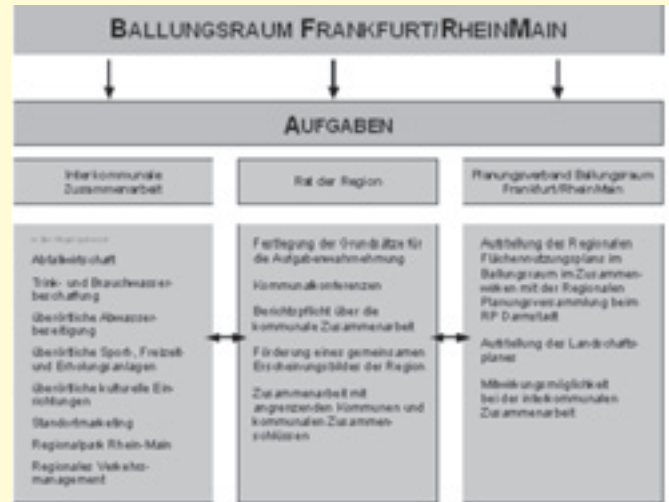 BALLUNGSRAUM FRANKFURT/RHEINMAIN
AUFGABEN
Interkommunale
Zusammenarbeit
Abfallwirtschaft
Trink- und Brauchwasser-
beschaffung
überörtliche Abwasser-
beseitigung
überörtliche Sport-, Freizeit-
und Erholungsanlagen
überörtliche kulturelle Ein-
richtungen
Standortmarketing
Regionalpark Rhein-Main
Regionales Verkehrs-
management
Rat der Region
Festlegung der Grundsätze für
die Aufgabenwahrnehmung
Kommunalkonferenzen
Berichtspflicht über die
kommunale Zusammenarbeit
Förderung eines gemeinsamen
Erscheinungsbildes der Region
Zusammenarbeit mit
angrenzenden Kommunen und
kommunalen Zusammen-
schlüssen
Planungsverband Ballungsraum
Frankfurt/RheinMain
Aufstellung des Regionalen
Flächennutzungsplans im
Ballungsraum im Zusammen-
wirken mit der Regionalen
Planungsversammlung beim
RP Darmstadt
Aufstellung des Landschafts-
planes
Mitwirkungsmöglichkeit
bei der interkommunalen
Zusammenarbeit